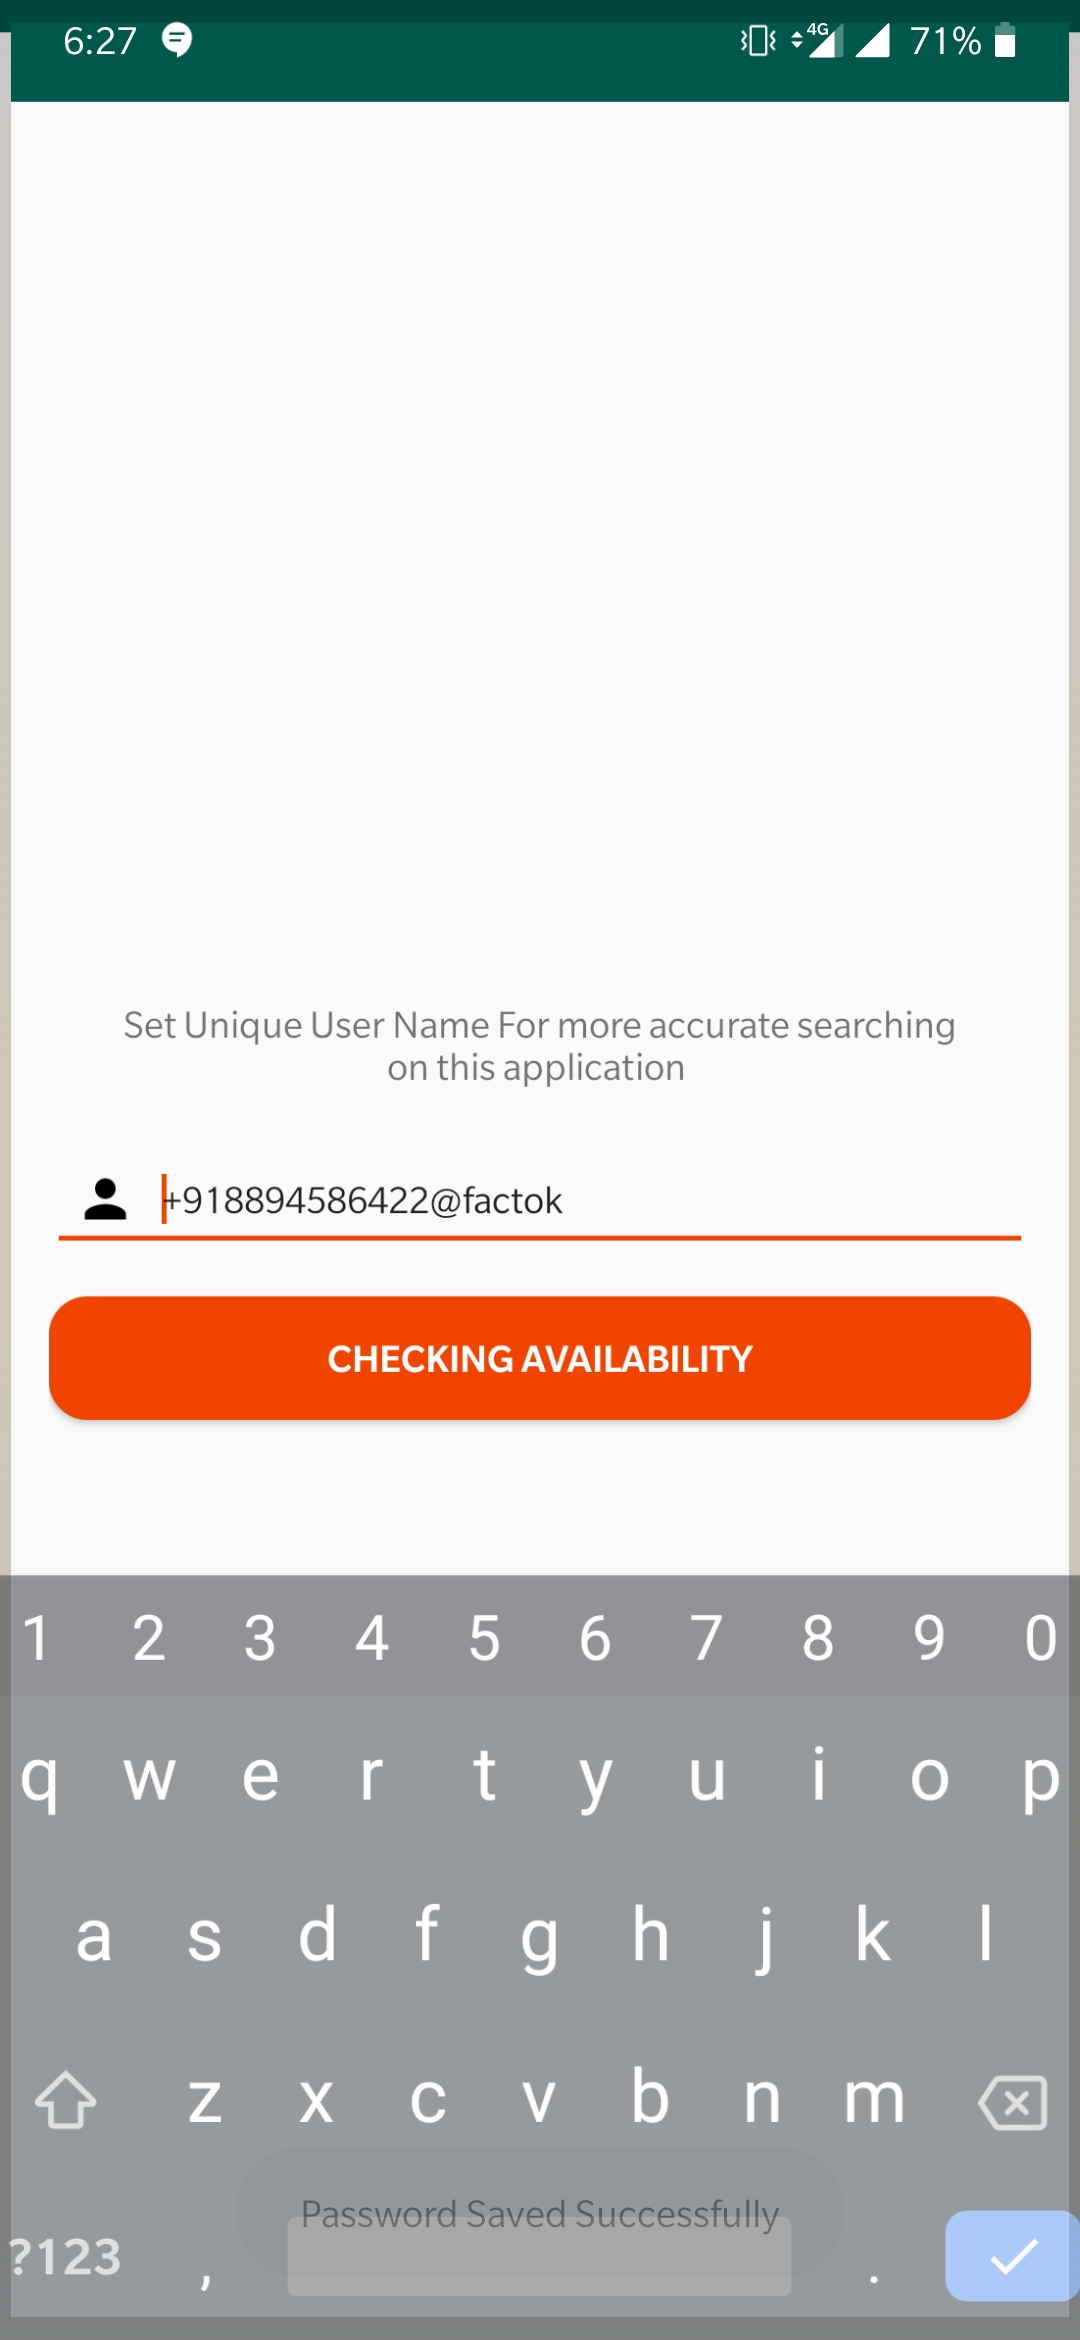 6:27 4G 71%
Set Unique User Name For more accurate searching
on this application
+918894586422@factok
CHECKING AVAILABILITY
1 2 3 4 5 6 7 8 9 0
q w e r t y u i o p
a s d f g h j k l
z x c v b n m
Password Saved Successfully
?123 , .